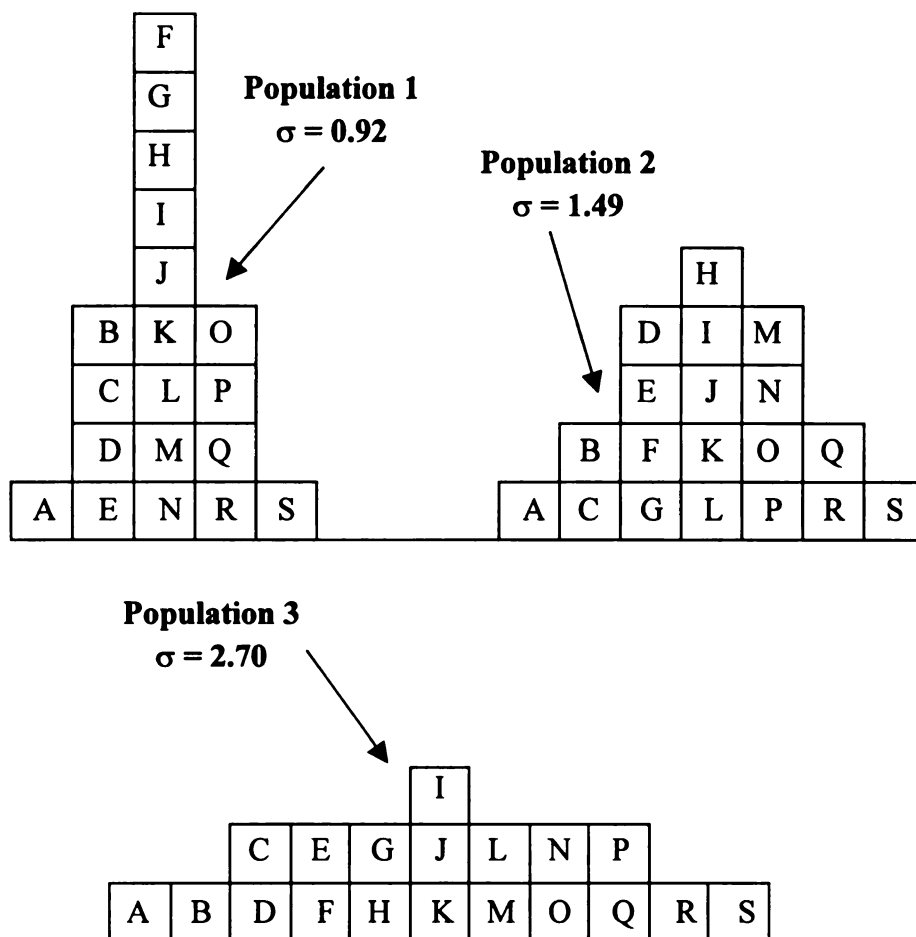 F
G
Population 1
σ = 0.92
H
Population 2
σ = 1.49
I
J
H
B K O
D I M
C L P
E J N
D M Q
B F K O Q
A E N R S
A C G L P R S
Population 3
σ = 2.70
I
C E G J L N P
A B D F H K M O Q R S